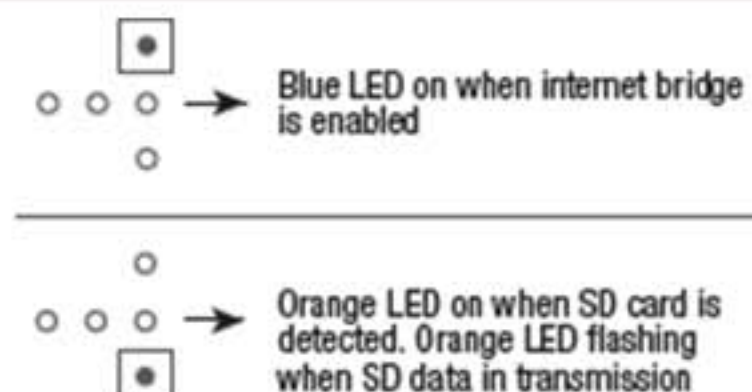 Blue LED on when internet bridge
is enabled
Orange LED on when SD card is
detected. Orange LED flashing
when SD data in transmission